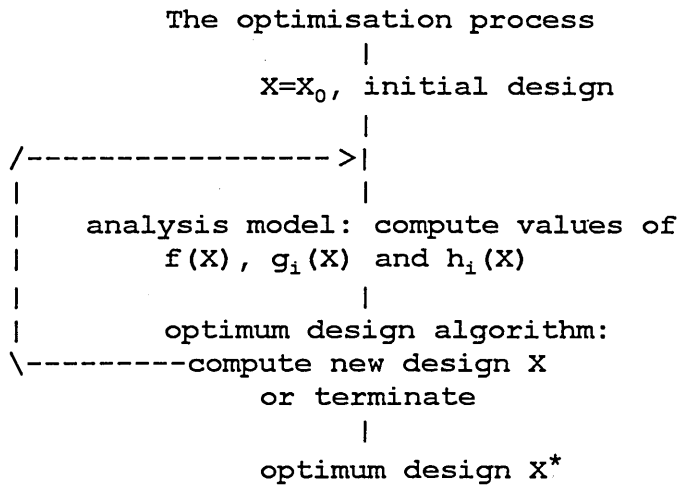 The optimisation process
X=X₀, initial design
analysis model: compute values of
f(X), gᵢ(X) and hᵢ(X)
optimum design algorithm:
compute new design X
or terminate
optimum design X*